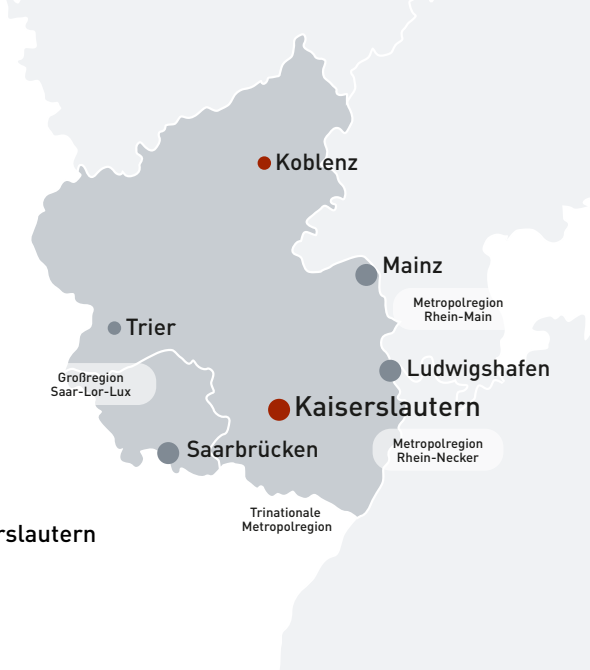 Koblenz
Mainz
Metropolregion
Rhein-Main
Trier
Ludwigshafen
Großregion
Saar-Lor-Lux
Kaiserslautern
Metropolregion
Rhein-Necker
Saarbrücken
Trinationale
Metropolregion
rslautern